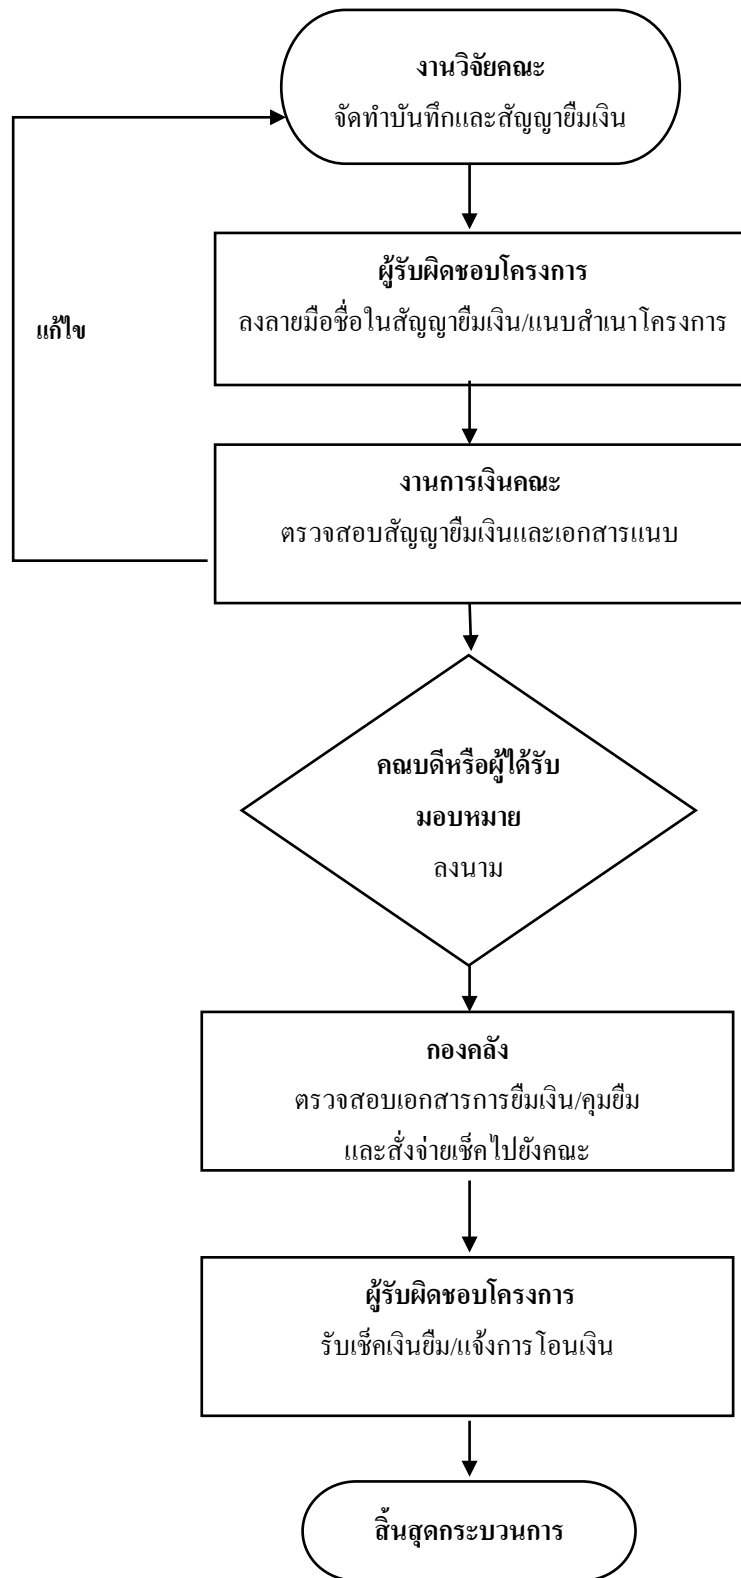 งานวิจัยคณะ
จัดทำบันทึกและสัญญายืมเงิน
ผู้รับผิดชอบโครงการ
ลงลายมือชื่อในสัญญายืมเงิน/แนบสำเนาโครงการ
แก้ไข
งานการเงินคณะ
ตรวจสอบสัญญายืมเงินและเอกสารแนบ
คณบดีหรือผู้ได้รับ
มอบหมาย
ลงนาม
กองคลัง
ตรวจสอบเอกสารการยืมเงิน/คุมยืม
และสั่งจ่ายเช็คไปยังคณะ
ผู้รับผิดชอบโครงการ
รับเช็คเงินยืม/แจ้งการโอนเงิน
สิ้นสุดกระบวนการ